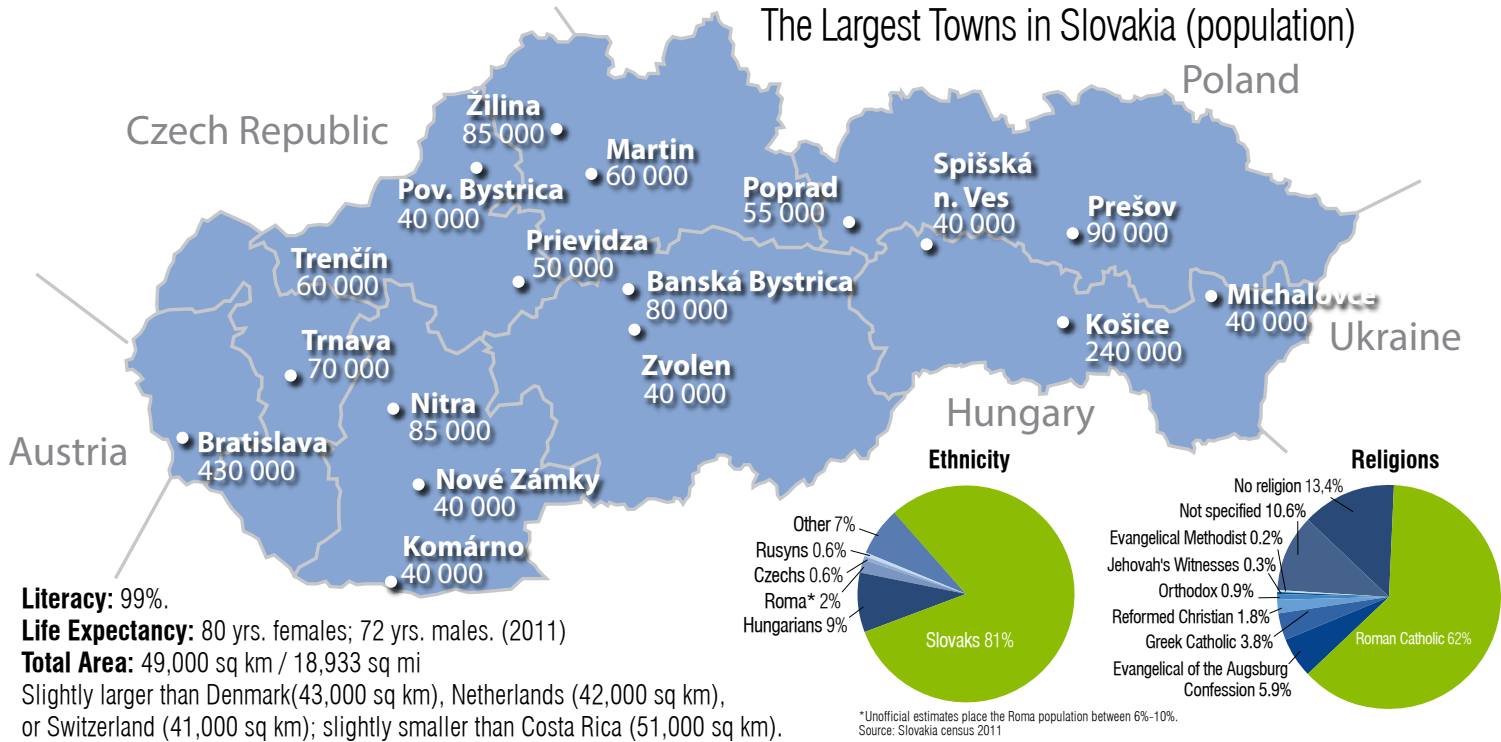 The Largest Towns in Slovakia (population)
Poland
Czech Republic
Žilina
85 000
Martin
60 000
Pov. Bystrica
40 000
Poprad
55 000
Spišská
n. Ves
40 000
Prešov
90 000
Trenčín
60 000
Prievidza
50 000
Banská Bystrica
80 000
Michalovce
40 000
Ukraine
Košice
240 000
Trnava
70 000
Zvolen
40 000
Nitra
85 000
Hungary
Austria
Bratislava
430 000
Nové Zámky
40 000
Komárno
40 000
Literacy: 99%.
Life Expectancy: 80 yrs. females; 72 yrs. males. (2011)
Total Area: 49,000 sq km / 18,933 sq mi
Slightly larger than Denmark(43,000 sq km), Netherlands (42,000 sq km),
or Switzerland (41,000 sq km); slightly smaller than Costa Rica (51,000 sq km).
Ethnicity
Other 7%
Rusyns 0.6%
Czechs 0.6%
Roma* 2%
Hungarians 9%
Slovaks 81%
*Unofficial estimates place the Roma population between 6%-10%.
Source: Slovakia census 2011
Religions
No religion 13,4%
Not specified 10.6%
Evangelical Methodist 0.2%
Jehovah's Witnesses 0.3%
Orthodox 0.9%
Reformed Christian 1.8%
Greek Catholic 3.8%
Evangelical of the Augsburg
Confession 5.9%
Roman Catholic 62%